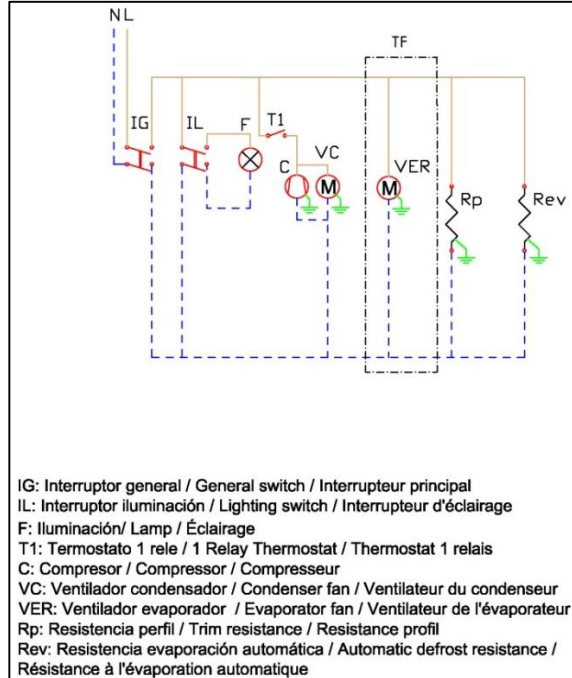 N L
TF
IG IL F T1
C VC VER
Rp Rev
M M
IG: Interruptor general / General switch / Interrupteur principal
IL: Interruptor iluminación / Lighting switch / Interrupteur d'éclairage
F: Iluminación/ Lamp / Éclairage
T1: Termostato 1 rele / 1 Relay Thermostat / Thermostat 1 relais
C: Compresor / Compressor / Compresseur
VC: Ventilador condensador / Condenser fan / Ventilateur du condenseur
VER: Ventilador evaporador / Evaporator fan / Ventilateur de l'évaporateur
Rp: Resistencia perfil / Trim resistance / Resistance profil
Rev: Resistencia evaporación automática / Automatic defrost resistance /
Résistance à l'évaporation automatique